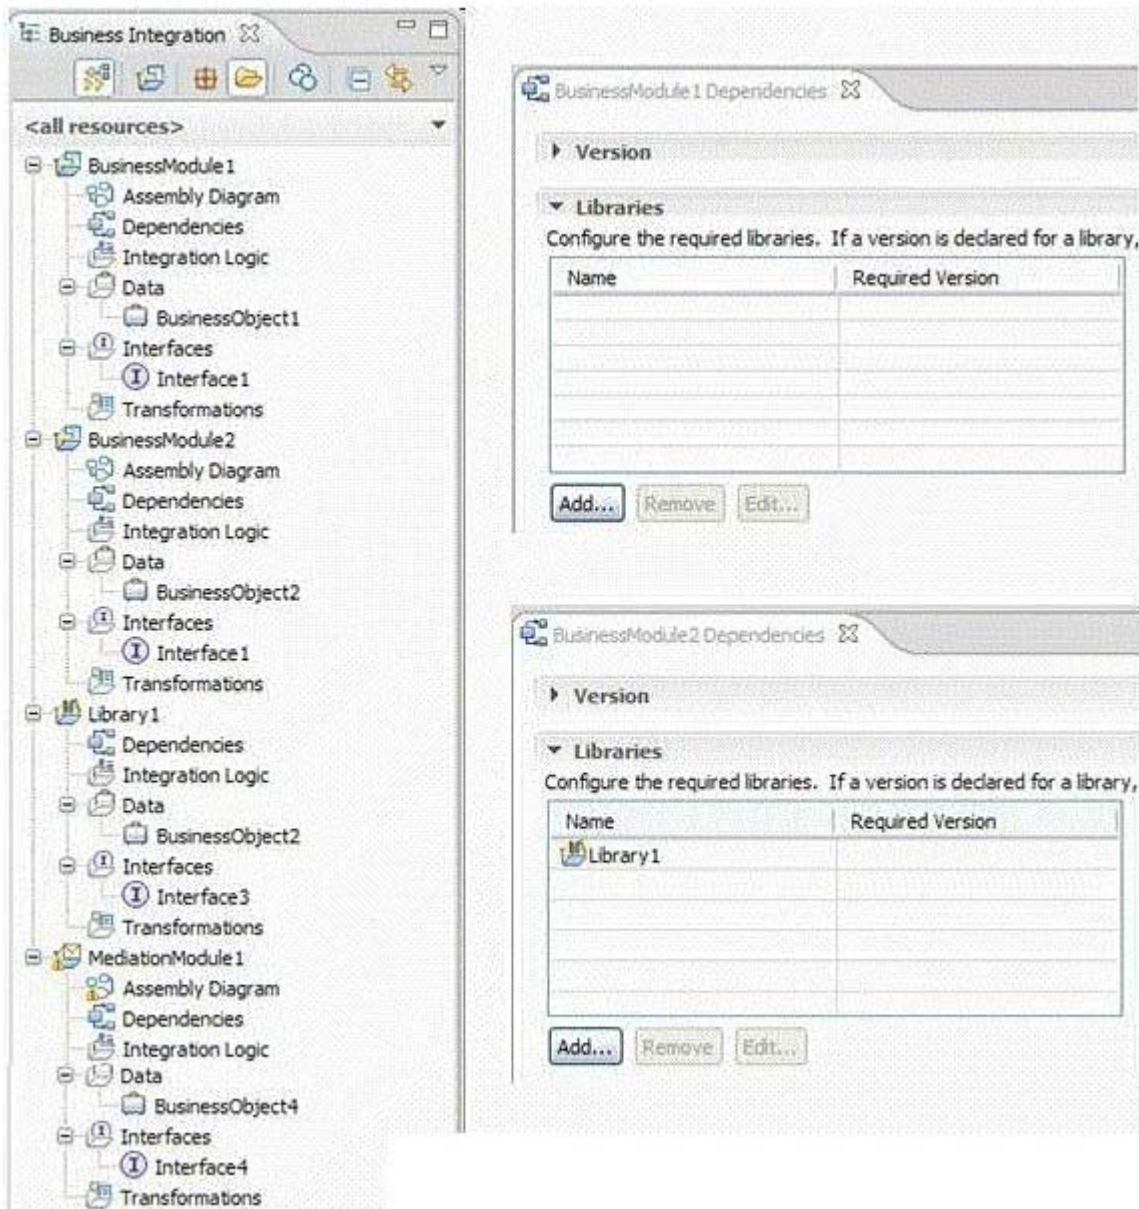 Business Integration
<all resources>
BusinessModule1
Assembly Diagram
Dependencies
Integration Logic
Data
BusinessObject1
Interfaces
Interface1
Transformations
BusinessModule2
Assembly Diagram
Dependencies
Integration Logic
Data
BusinessObject2
Interfaces
Interface1
Transformations
Library1
Dependencies
Integration Logic
Data
BusinessObject2
Interfaces
Interface3
Transformations
MediationModule1
Assembly Diagram
Dependencies
Integration Logic
Data
BusinessObject4
Interfaces
Interface4
Transformations
BusinessModule1 Dependencies
Version
Libraries
Configure the required libraries. If a version is declared for a library,
Name Required Version
Add... Remove Edit...
BusinessModule2 Dependencies
Version
Libraries
Configure the required libraries. If a version is declared for a library,
Name Required Version
Library1
Add... Remove Edit...